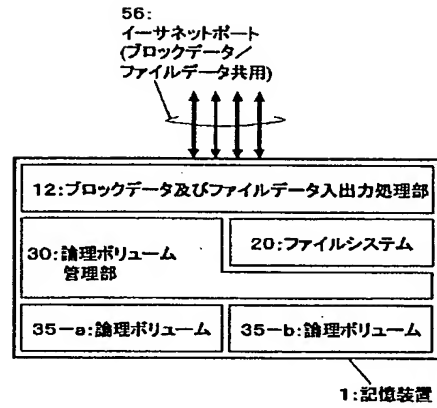 56:
イーサネットポート
(ブロックデータ/
ファイルデータ共用)
12:ブロックデータ及びファイルデータ入出力処理部
30:論理ボリューム
管理部
20:ファイルシステム
35-a:論理ボリューム
35-b:論理ボリューム
1:記憶装置